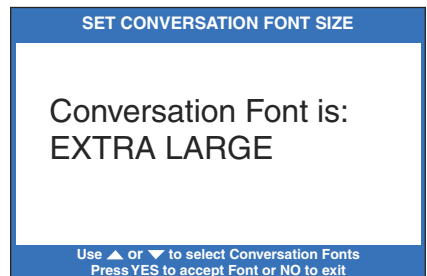 SET CONVERSATION FONT SIZE
Conversation Font is:
EXTRA LARGE
Use ▲ or ▼ to select Conversation Fonts
Press YES to accept Font or NO to exit